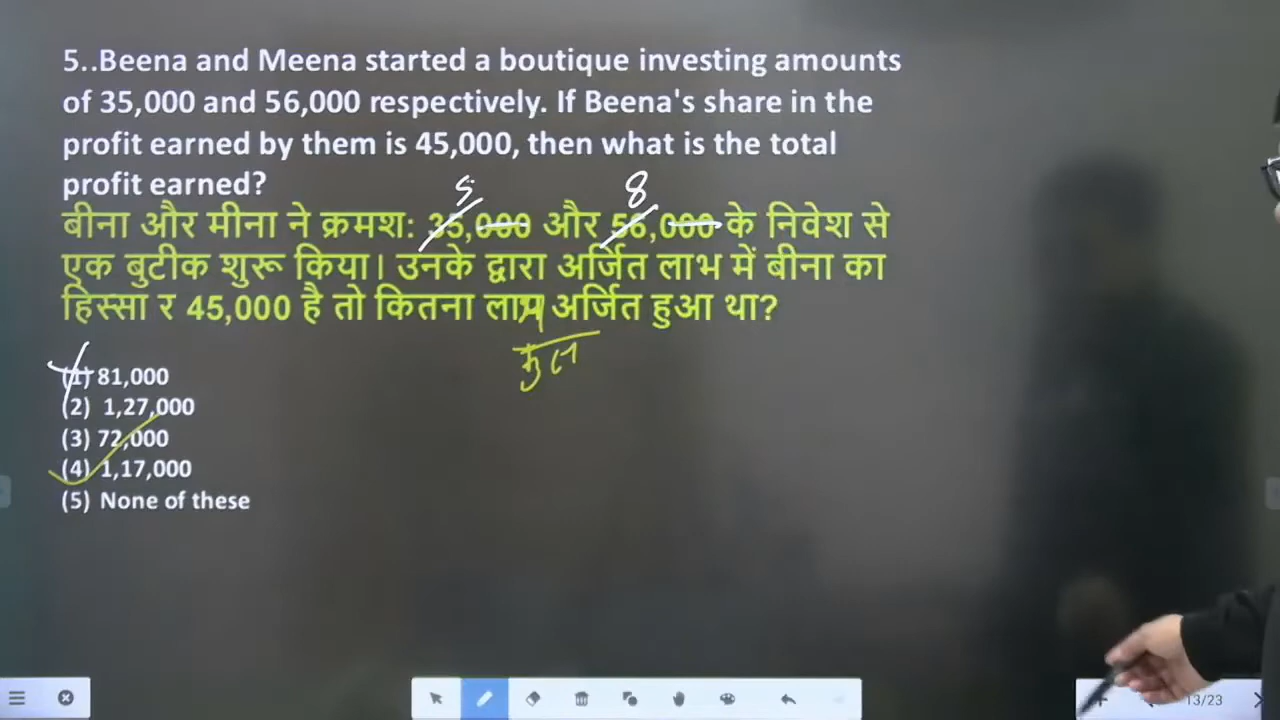 5..Beena and Meena started a boutique investing amounts
of 35,000 and 56,000 respectively. If Beena's share in the
profit earned by them is 45,000, then what is the total
profit earned?
5 8
बीना और मीना ने क्रमश: 35,000 और 56,000 के निवेश से
एक बुटीक शुरू किया। उनके द्वारा अर्जित लाभ में बीना का
हिस्सा र 45,000 है तो कितना लाभ अर्जित हुआ था?
कुल
(1) 81,000
(2) 1,27,000
(3) 72,000
(4) 1,17,000
(5) None of these
13/23